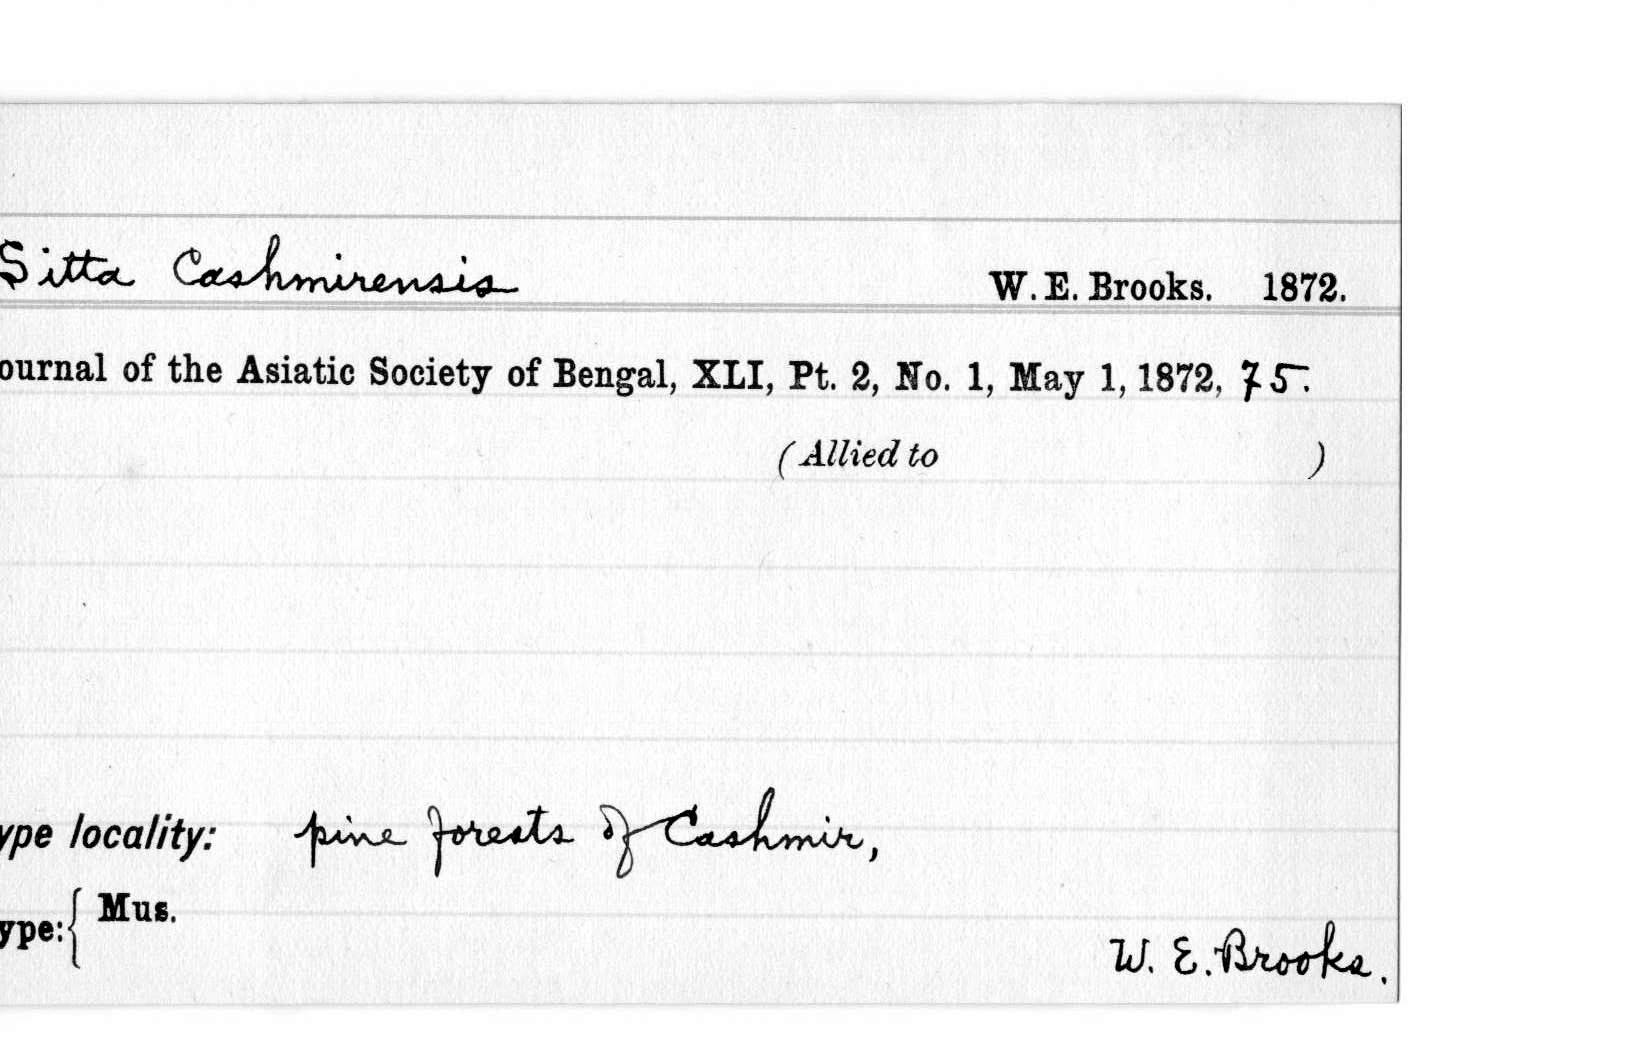 Sitta Cashmirensis W. E. Brooks. 1872.
ournal of the Asiatic Society of Bengal, XLI, Pt. 2, No. 1, May 1, 1872, 75.
(Allied to )
ype locality: pine forests of Cashmir,
ype:{ Mus.
W. E. Brooks.